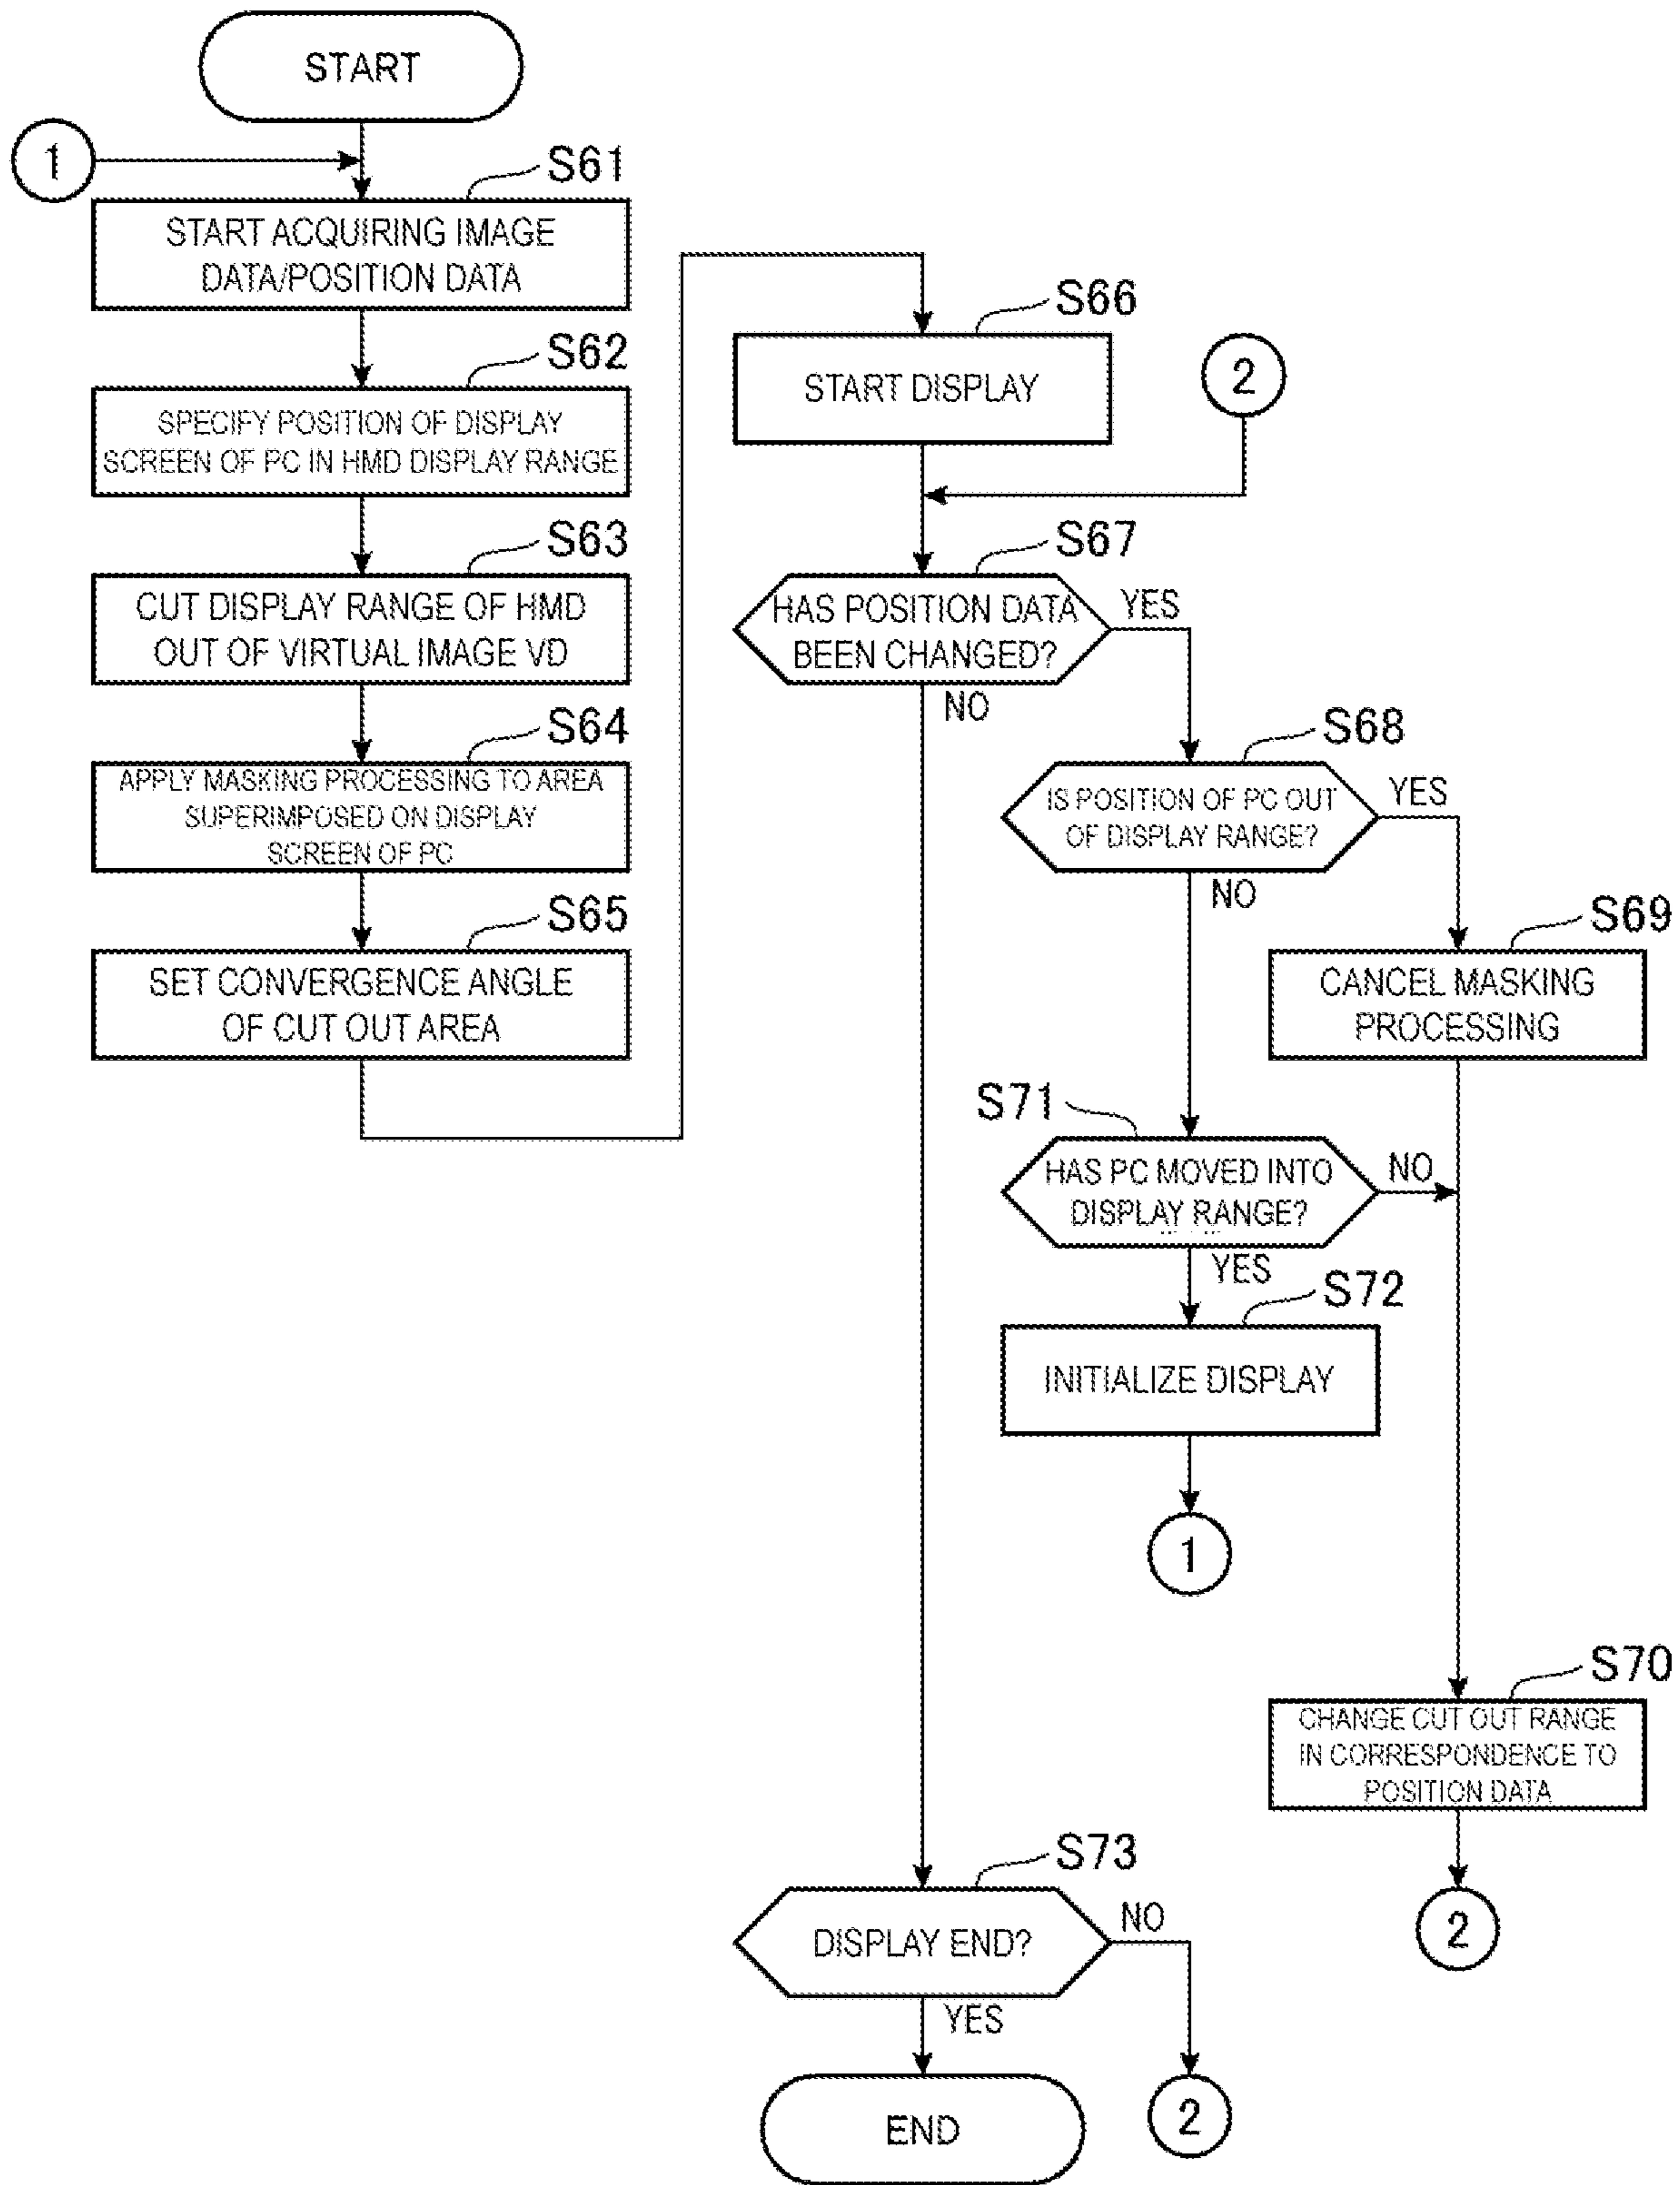 START
1
S61
START ACQUIRING IMAGE
DATA/POSITION DATA
S62
SPECIFY POSITION OF DISPLAY
SCREEN OF PC IN HMD DISPLAY RANGE
S63
CUT DISPLAY RANGE OF HMD
OUT OF VIRTUAL IMAGE VD
S64
APPLY MASKING PROCESSING TO AREA
SUPERIMPOSED ON DISPLAY
SCREEN OF PC
S65
SET CONVERGENCE ANGLE
OF CUT OUT AREA
S66
START DISPLAY
2
S67
HAS POSITION DATA
BEEN CHANGED?
YES
NO
S68
IS POSITION OF PC OUT
OF DISPLAY RANGE?
YES
NO
S69
CANCEL MASKING
PROCESSING
S71
HAS PC MOVED INTO
DISPLAY RANGE?
NO
YES
S72
INITIALIZE DISPLAY
1
S70
CHANGE CUT OUT RANGE
IN CORRESPONDENCE TO
POSITION DATA
2
S73
DISPLAY END?
NO
YES
2
END